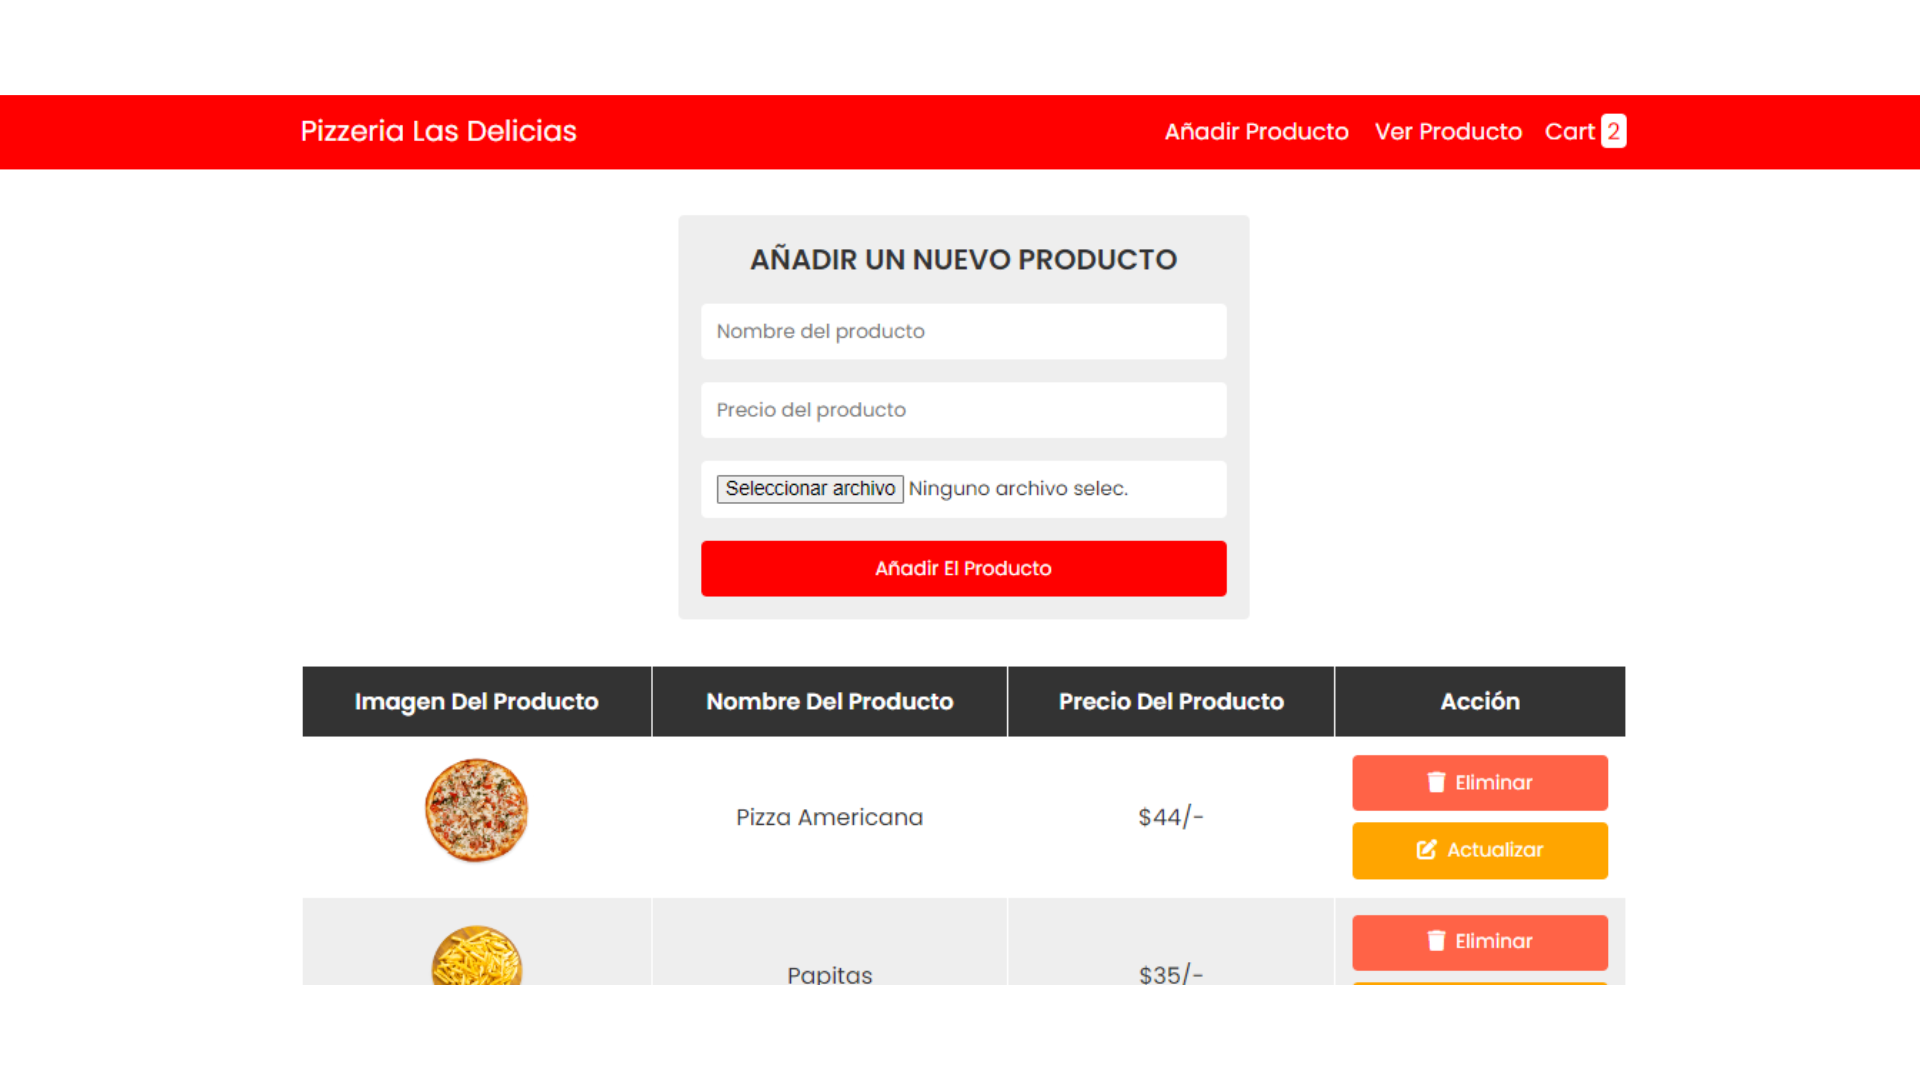 Pizzeria Las Delicias
Añadir Producto Ver Producto Cart 2
AÑADIR UN NUEVO PRODUCTO
Nombre del producto
Precio del producto
Seleccionar archivo Ninguno archivo selec.
Añadir El Producto
Imagen Del Producto Nombre Del Producto Precio Del Producto Acción
Pizza Americana $44/- Eliminar
Actualizar
Papitas $35/- Eliminar